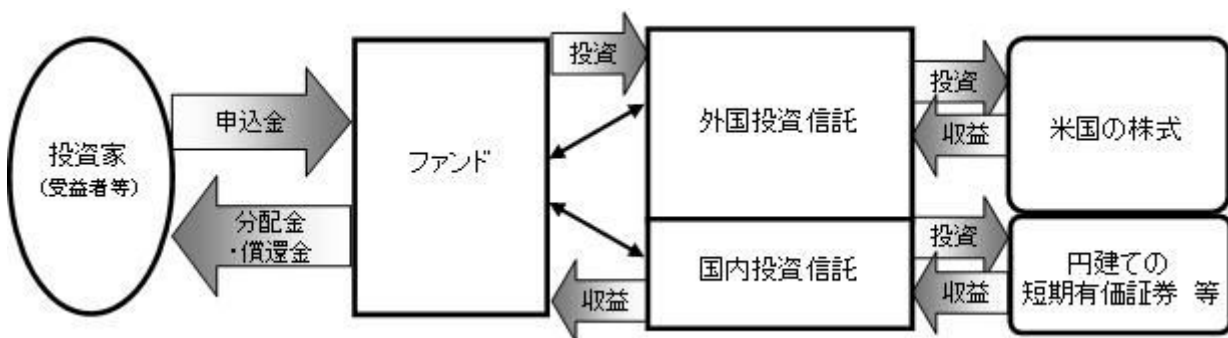 投資家
(受益者等)
申込金
分配金
・償還金
ファンド
投資
収益
外国投資信託
国内投資信託
投資
収益
投資
収益
米国の株式
円建ての
短期有価証券 等